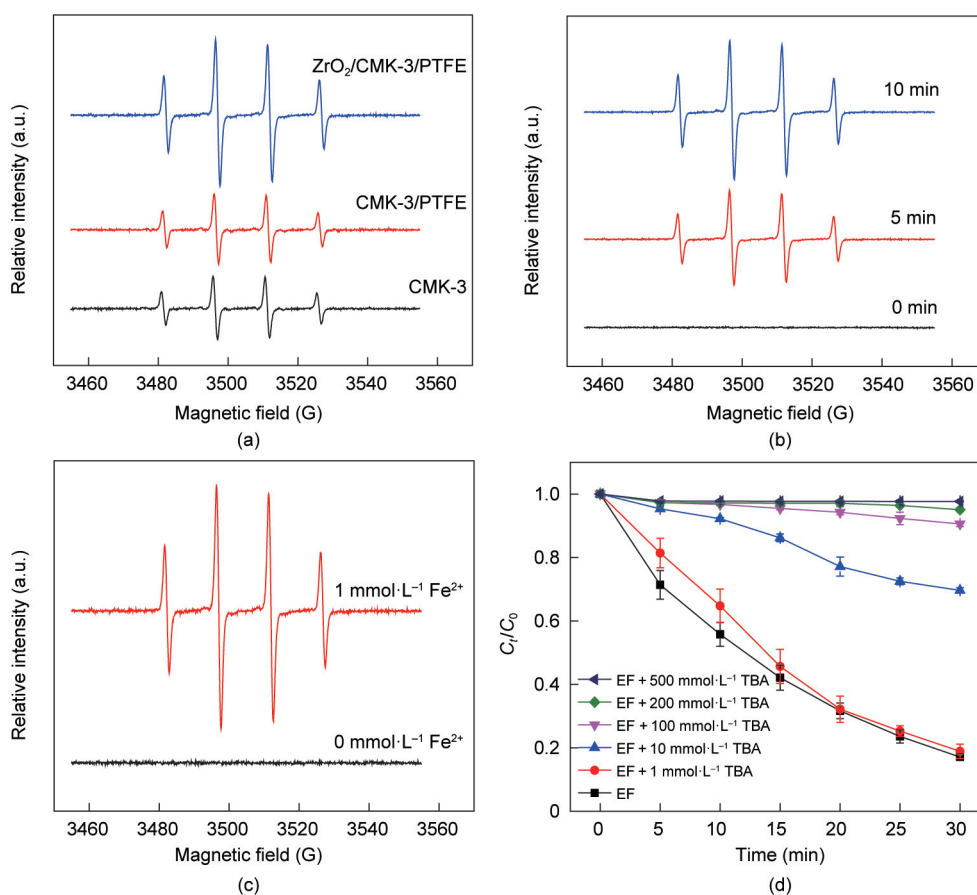 Relative intensity (a.u.)
ZrO₂/CMK-3/PTFE
CMK-3/PTFE
CMK-3
3460 3480 3500 3520 3540 3560
Magnetic field (G)
(a)
Relative intensity (a.u.)
10 min
5 min
0 min
3460 3480 3500 3520 3540 3560
Magnetic field (G)
(b)
Relative intensity (a.u.)
1 mmol·L⁻¹ Fe²⁺
0 mmol·L⁻¹ Fe²⁺
3460 3480 3500 3520 3540 3560
Magnetic field (G)
(c)
Cₜ/C₀
1.0
0.8
0.6
0.4
0.2
0
EF + 500 mmol·L⁻¹ TBA
EF + 200 mmol·L⁻¹ TBA
EF + 100 mmol·L⁻¹ TBA
EF + 10 mmol·L⁻¹ TBA
EF + 1 mmol·L⁻¹ TBA
EF
0 5 10 15 20 25 30
Time (min)
(d)